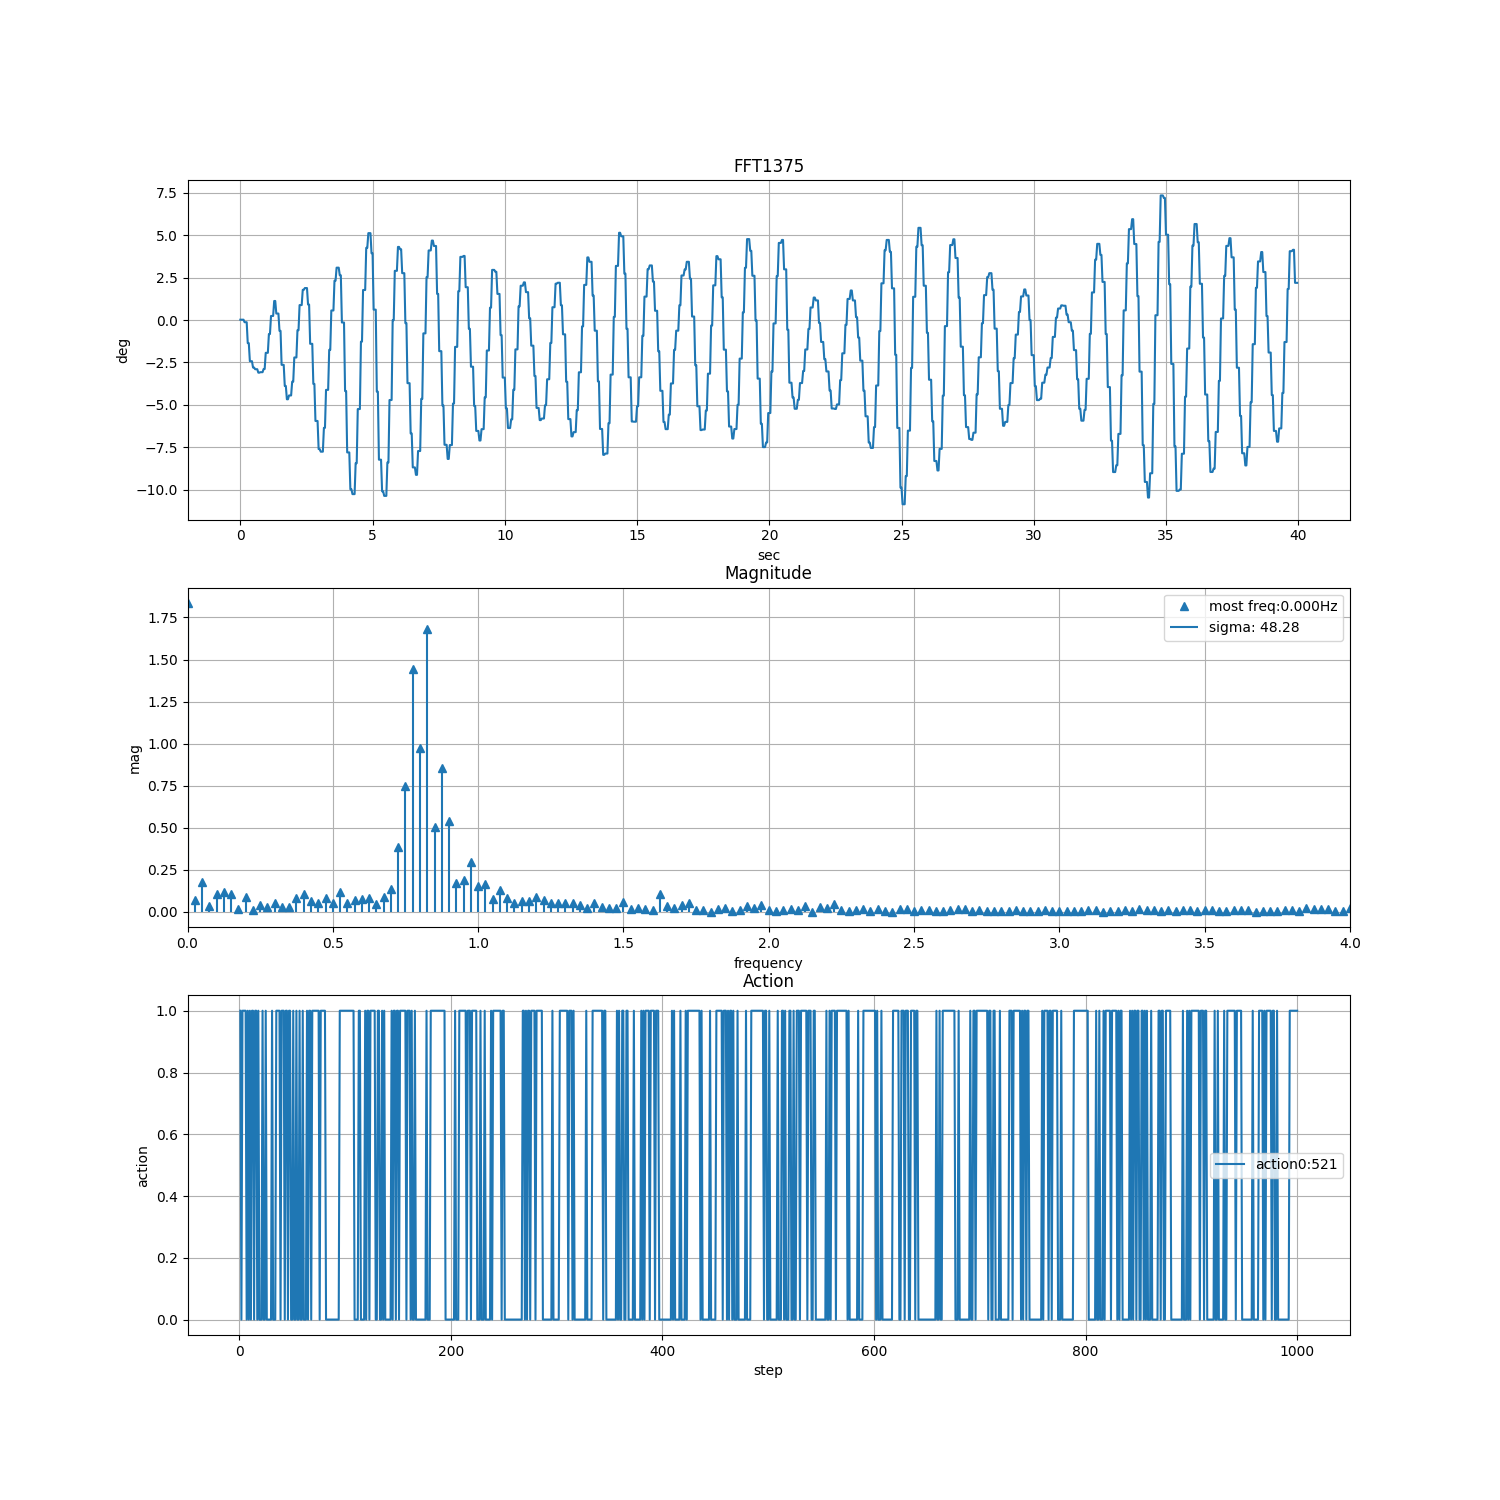 FFT1375
7.5
5.0
2.5
0.0
−2.5
−5.0
−7.5
−10.0
deg
0 5 10 15 20 25 30 35 40
sec
Magnitude
1.75
1.50
1.25
1.00
0.75
0.50
0.25
0.00
mag
most freq:0.000Hz
sigma: 48.28
0.0 0.5 1.0 1.5 2.0 2.5 3.0 3.5 4.0
frequency
Action
1.0
0.8
0.6
0.4
0.2
0.0
action
action0:521
0 200 400 600 800 1000
step